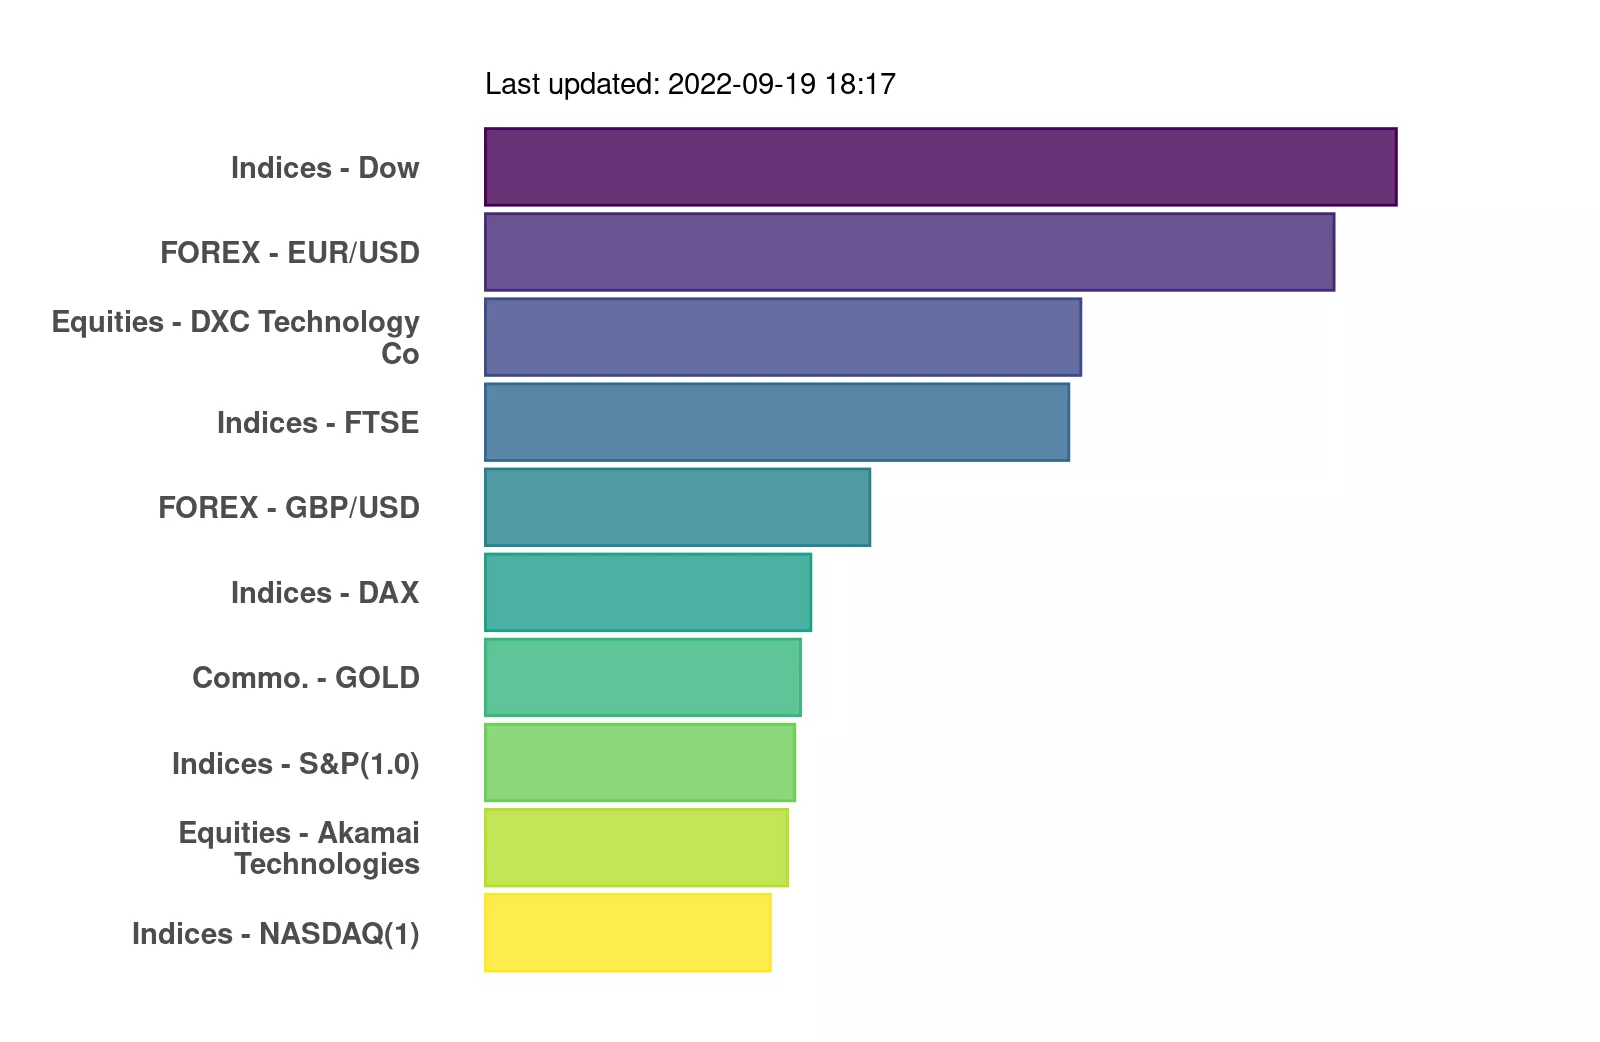 Last updated: 2022-09-19 18:17
Indices - Dow
FOREX - EUR/USD
Equities - DXC Technology
Co
Indices - FTSE
FOREX - GBP/USD
Indices - DAX
Commo. - GOLD
Indices - S&P(1.0)
Equities - Akamai
Technologies
Indices - NASDAQ(1)